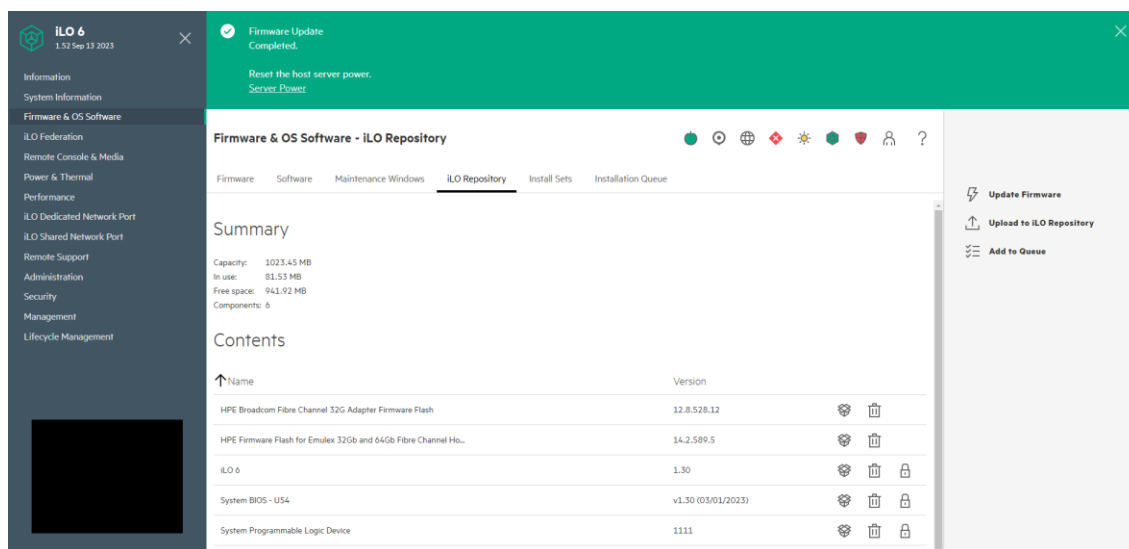 iLO 6
1.52 Sep 13 2023
Information
System Information
Firmware & OS Software
iLO Federation
Remote Console & Media
Power & Thermal
Performance
iLO Dedicated Network Port
iLO Shared Network Port
Remote Support
Administration
Security
Management
Lifecycle Management
Firmware Update
Completed.
Reset the host server power.
Server Power
Firmware & OS Software - iLO Repository
?
Firmware Software Maintenance Windows iLO Repository Install Sets Installation Queue
Summary
Capacity: 1023.45 MB
In use: 81.53 MB
Free space: 941.92 MB
Components: 6
Contents
Name Version
HPE Broadcom Fibre Channel 32G Adapter Firmware Flash 12.8.528.12
HPE Firmware Flash for Emulex 32Gb and 64Gb Fibre Channel Ho... 14.2.589.5
iLO 6 1.30
System BIOS - U54 v1.30 (03/01/2023)
System Programmable Logic Device 1111
Update Firmware
Upload to iLO Repository
Add to Queue